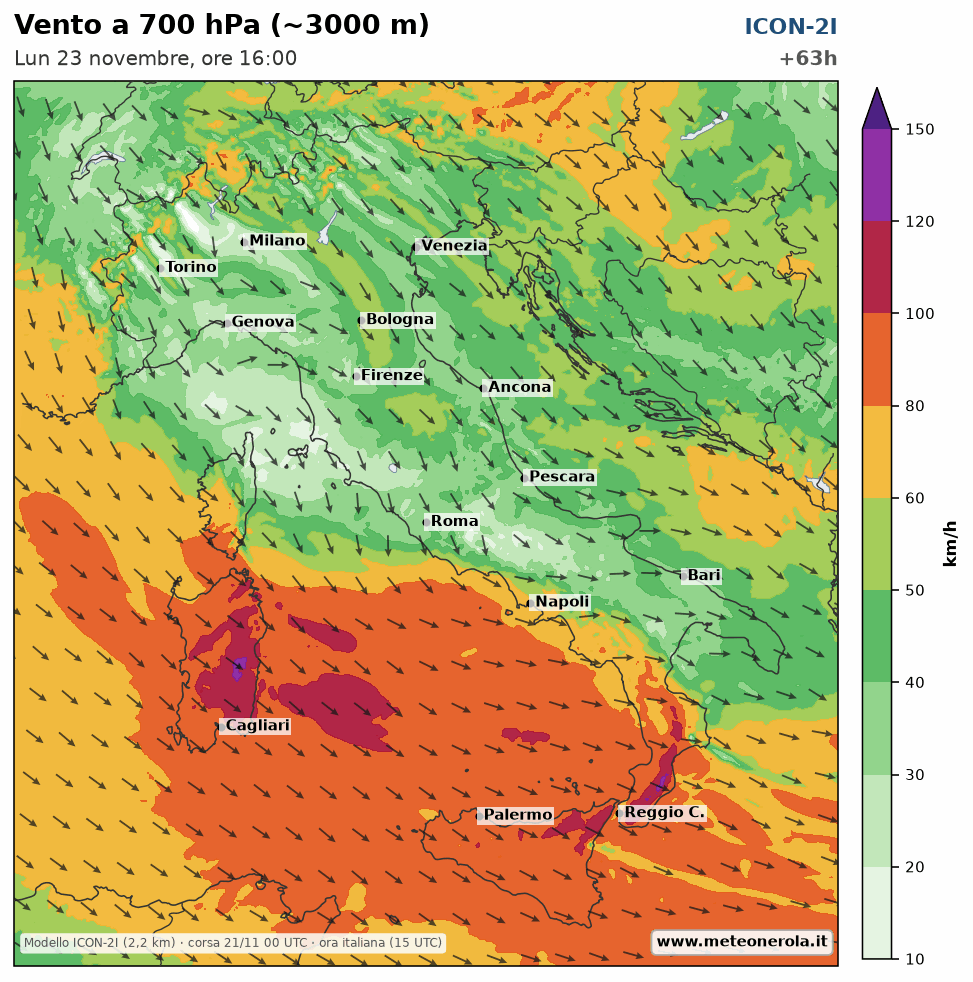 Vento a 700 hPa (~3000 m)
ICON-2I
Lun 23 novembre, ore 16:00
+63h
150
120
100
80
60
50
40
30
20
10
km/h
Milano
Venezia
Torino
Genova
Bologna
Firenze
Ancona
Pescara
Roma
Bari
Napoli
Cagliari
Palermo
Reggio C.
Modello ICON-2I (2,2 km) · corsa 21/11 00 UTC · ora italiana (15 UTC)
www.meteonerola.it